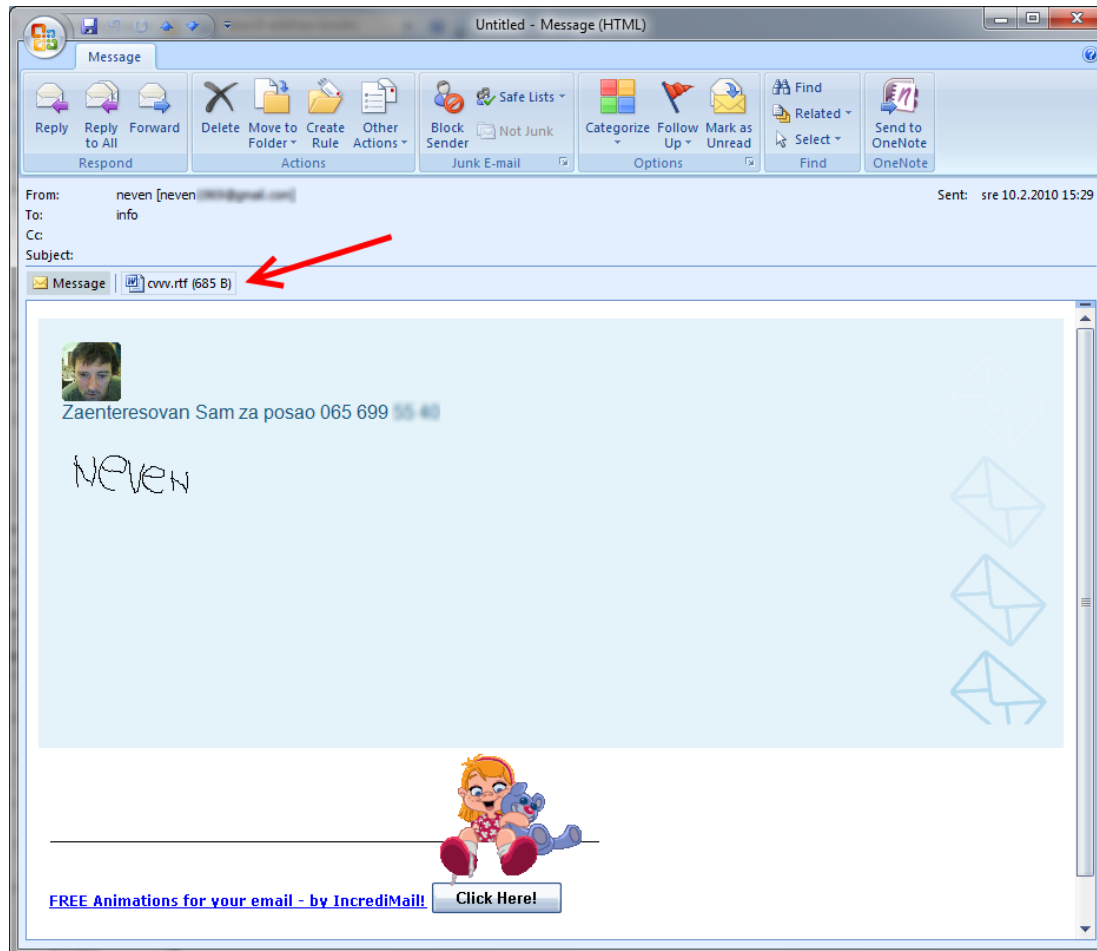 Untitled - Message (HTML)
Message
Reply
Reply to All
Forward
Respond
Delete
Move to Folder
Create Rule
Other Actions
Actions
Block Sender
Safe Lists
Not Junk
Junk E-mail
Categorize
Follow Up
Mark as Unread
Options
Find
Related
Select
Find
Send to OneNote
OneNote
From: neven [neven
Sent: sre 10.2.2010 15:29
To: info
Cc:
Subject:
Message
cvvv.rtf (685 B)
Zaenteresovan Sam za posao 065 699
Neven
FREE Animations for your email - by IncrediMail!
Click Here!